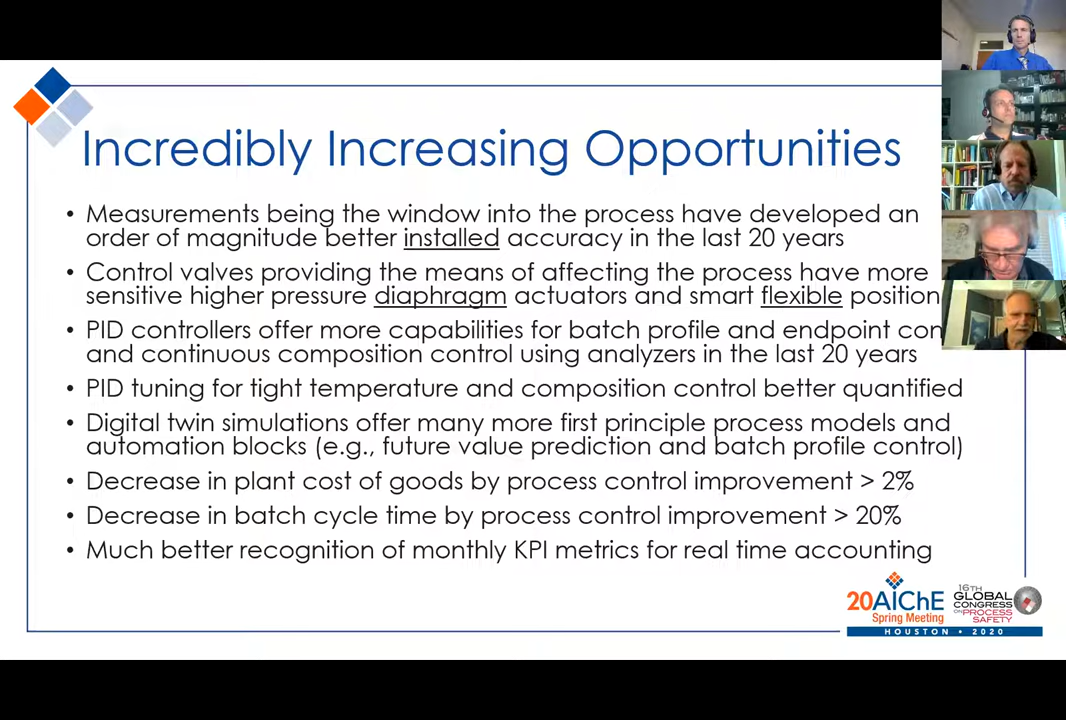 Incredibly Increasing Opportunities
• Measurements being the window into the process have developed an
order of magnitude better installed accuracy in the last 20 years
• Control valves providing the means of affecting the process have more
sensitive higher pressure diaphragm actuators and smart flexible position
• PID controllers offer more capabilities for batch profile and endpoint con
and continuous composition control using analyzers in the last 20 years
• PID tuning for tight temperature and composition control better quantified
• Digital twin simulations offer many more first principle process models and
automation blocks (e.g., future value prediction and batch profile control)
• Decrease in plant cost of goods by process control improvement > 2%
• Decrease in batch cycle time by process control improvement > 20%
• Much better recognition of monthly KPI metrics for real time accounting
20AIChE
Spring Meeting
16TH
GLOBAL
CONGRESS
ON PROCESS
SAFETY
HOUSTON • 2020